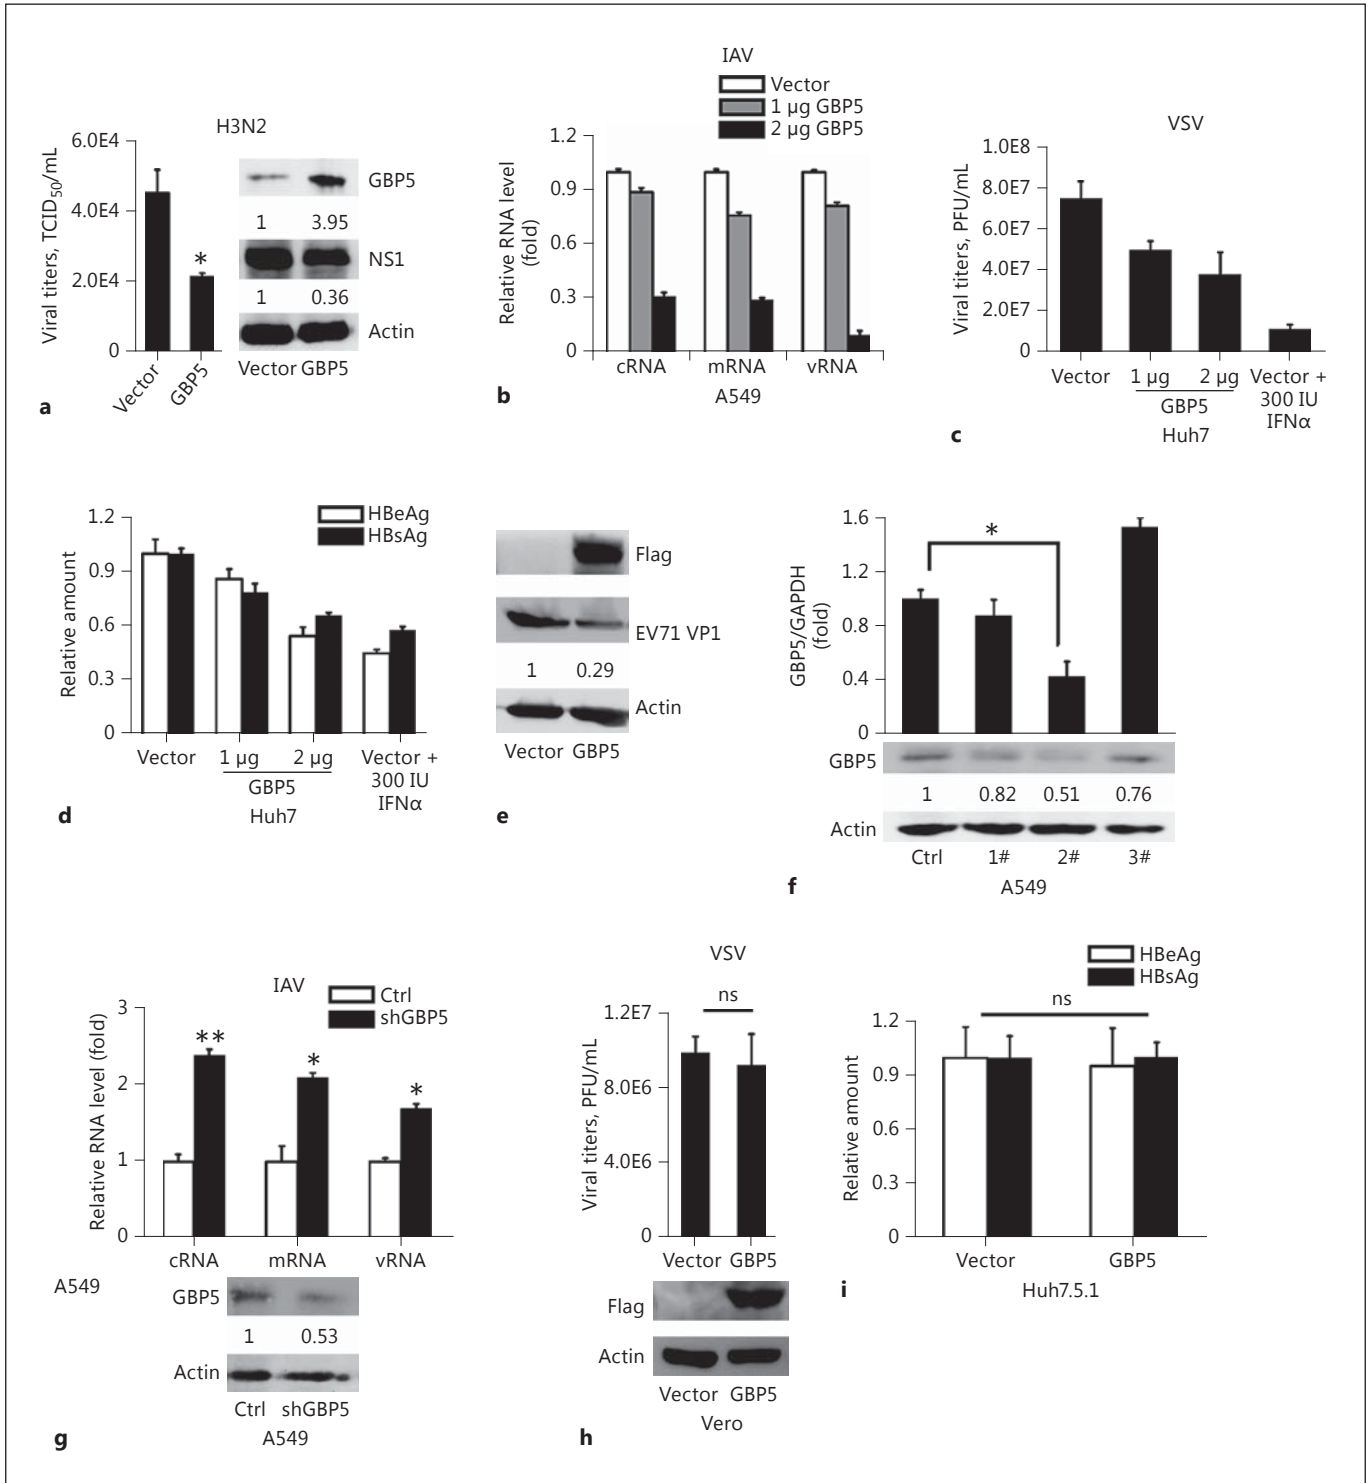 H3N2
Viral titers, TCID50/mL
6.0E4
4.0E4
2.0E4
0
*
Vector
GBP5
GBP5
1 3.95
NS1
1 0.36
Actin
Vector GBP5
a
IAV
Vector
1 µg GBP5
2 µg GBP5
Relative RNA level
(fold)
1.2
0.9
0.6
0.3
0
cRNA mRNA vRNA
A549
b
VSV
Viral titers, PFU/mL
1.0E8
8.0E7
6.0E7
4.0E7
2.0E7
0
Vector 1 µg 2 µg Vector +
300 IU
IFNα
GBP5
Huh7
c
HBeAg
HBsAg
Relative amount
1.2
0.9
0.6
0.3
0
Vector 1 µg 2 µg Vector +
300 IU
IFNα
GBP5
Huh7
d
Flag
EV71 VP1
1 0.29
Actin
Vector GBP5
e
GBP5/GAPDH
(fold)
1.6
1.2
0.8
0.4
0
*
GBP5
1 0.82 0.51 0.76
Actin
Ctrl 1# 2# 3#
A549
f
IAV
Ctrl
shGBP5
Relative RNA level (fold)
3
2
1
0
**
*
*
cRNA mRNA vRNA
A549
GBP5
1 0.53
Actin
Ctrl shGBP5
A549
g
VSV
ns
Viral titers, PFU/mL
1.2E7
8.0E6
4.0E6
0
Vector GBP5
Flag
Actin
Vector GBP5
Vero
h
HBeAg
HBsAg
ns
Relative amount
1.2
0.9
0.6
0.3
0
Vector GBP5
Huh7.5.1
i